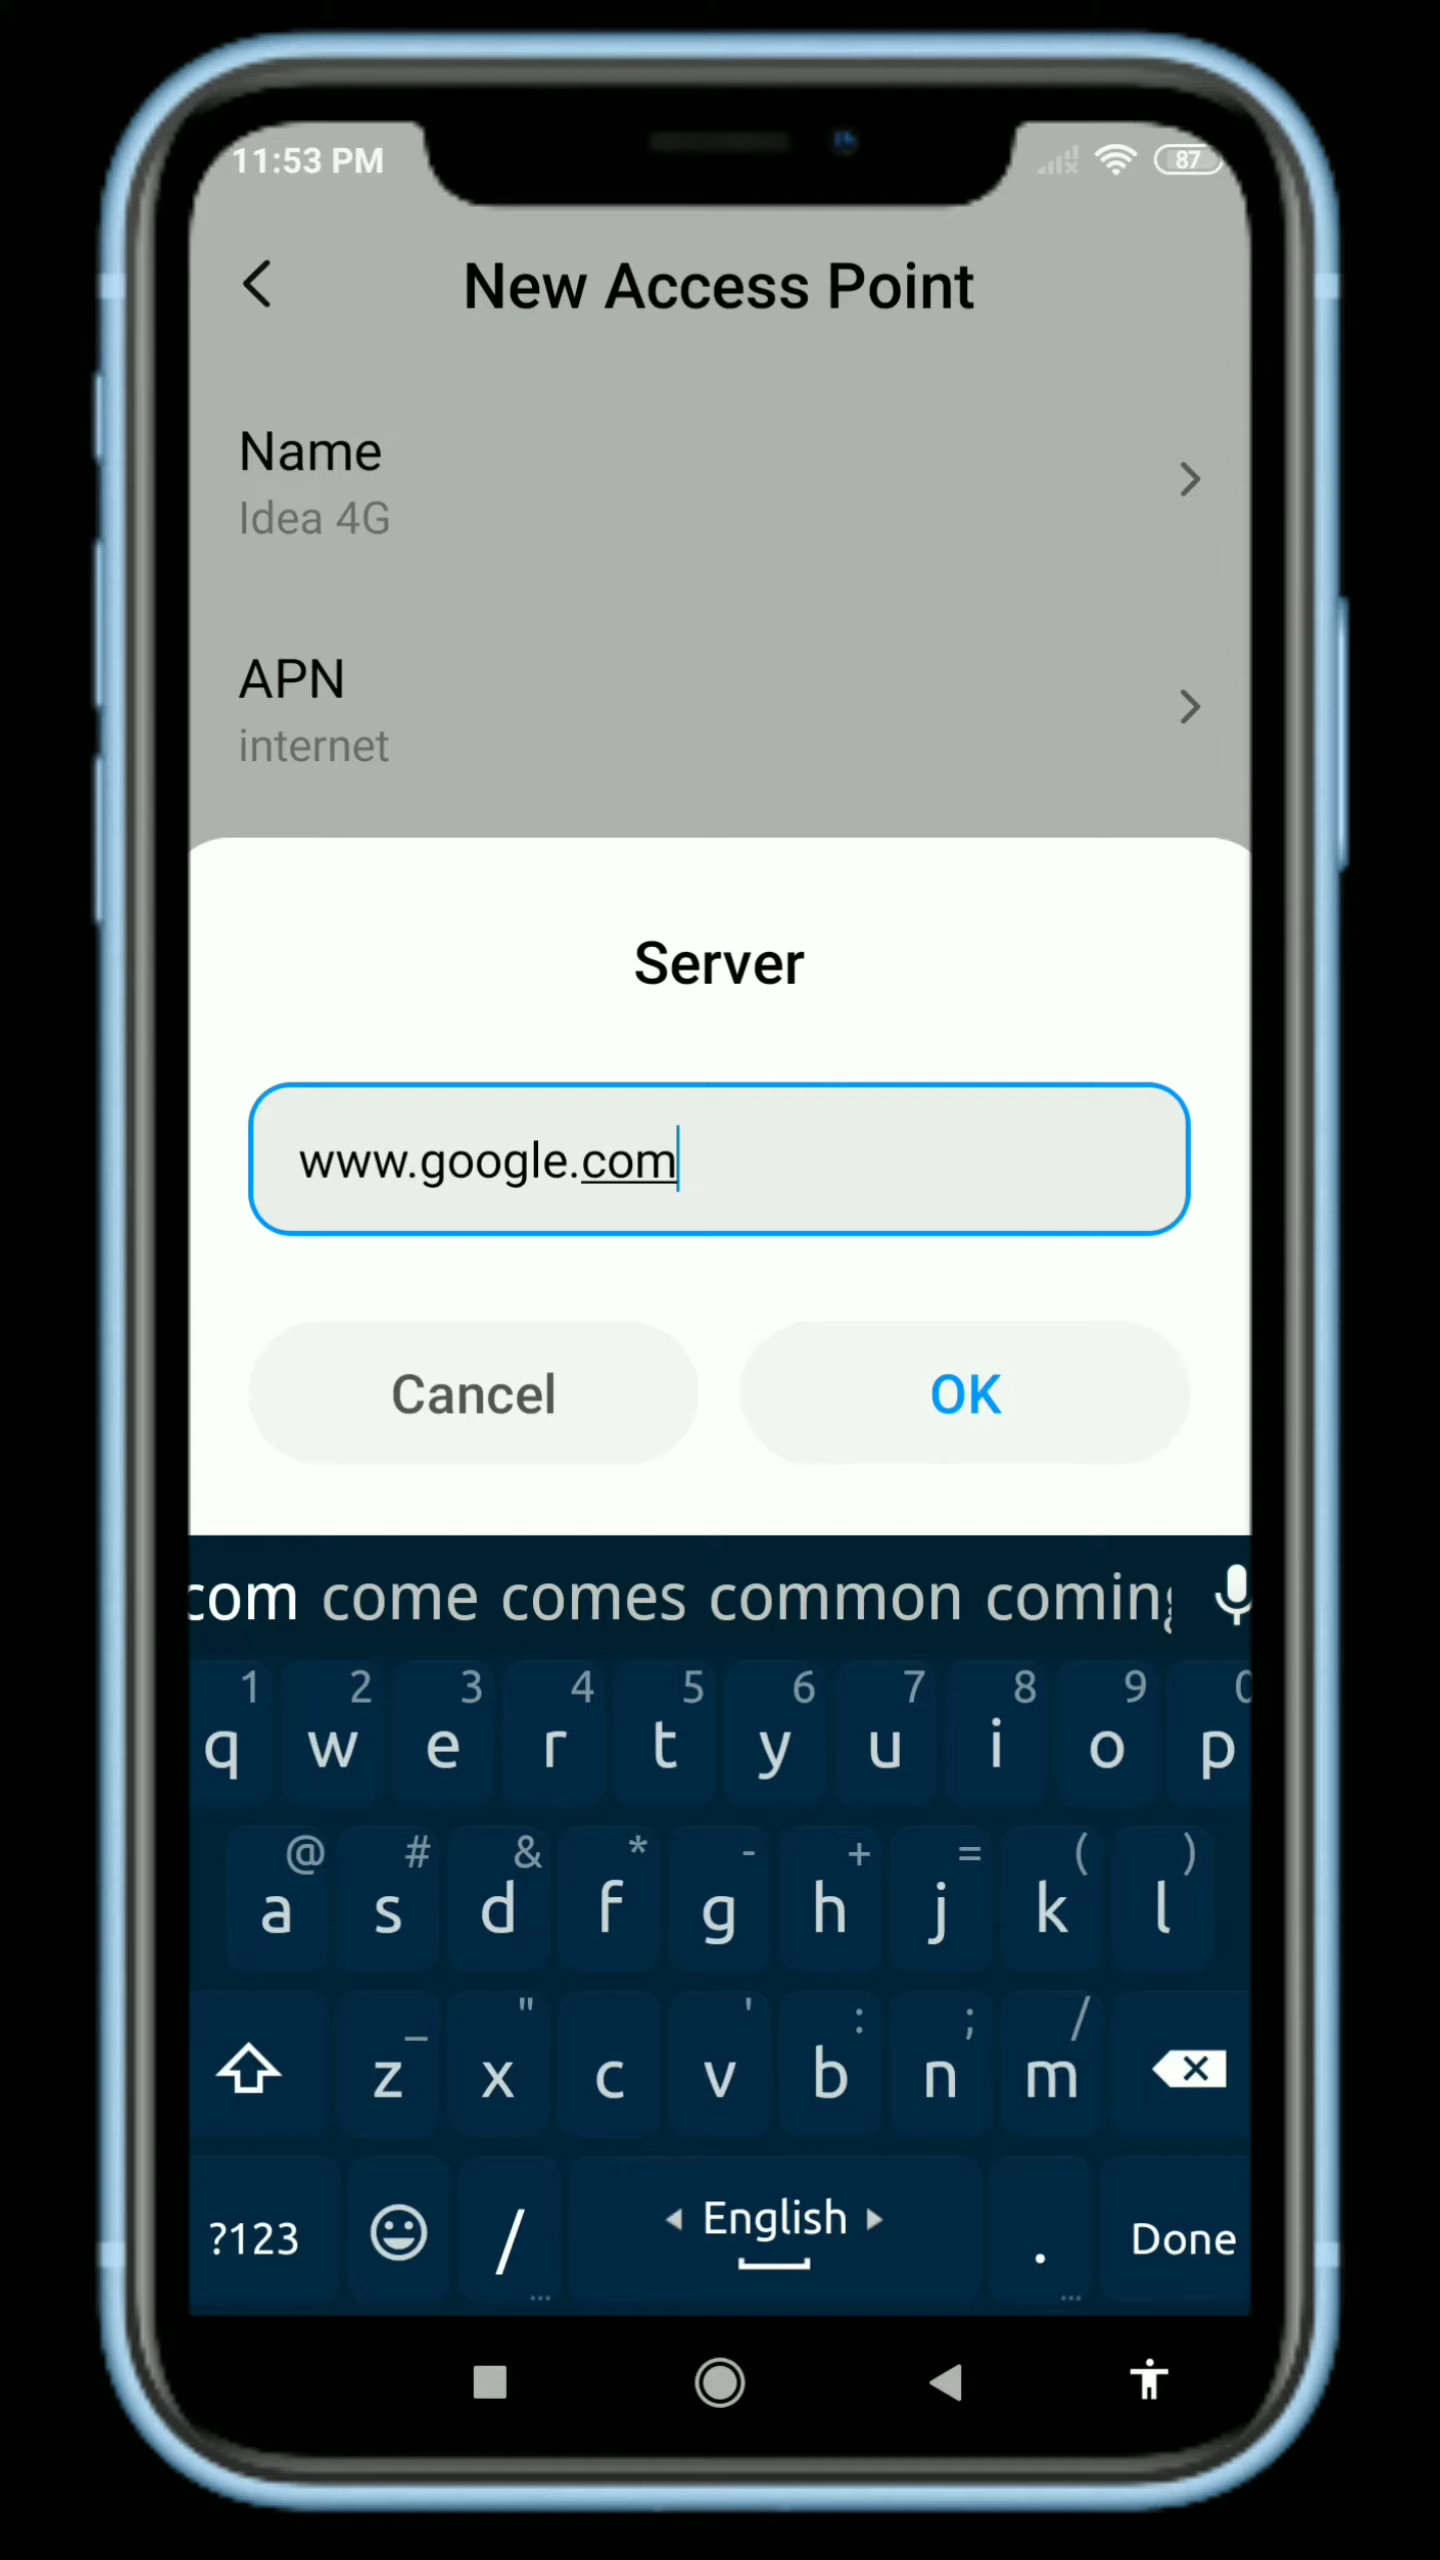 11:53 PM
87
New Access Point
Name
Idea 4G
APN
internet
Server
www.google.com
Cancel
OK
com come comes common coming
1 2 3 4 5 6 7 8 9 0
q w e r t y u i o p
@ # & * - + = ( )
a s d f g h j k l
_ " ' : ; /
z x c v b n m
?123 / English . Done